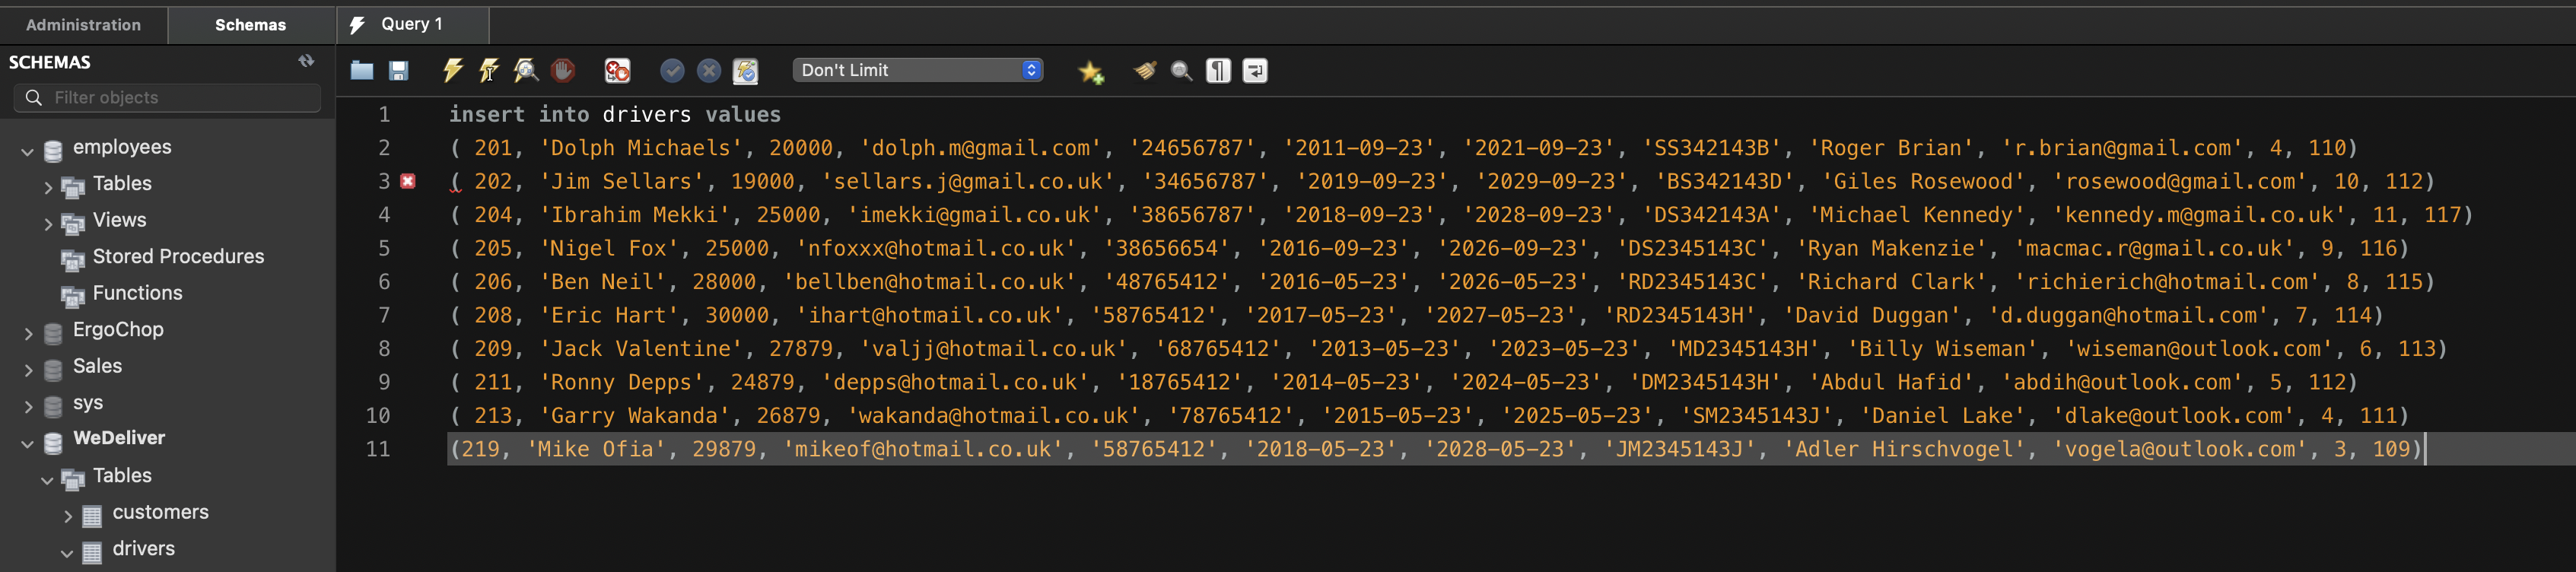 Administration
Schemas
Query 1
SCHEMAS
Filter objects
Don't Limit
employees
Tables
Views
Stored Procedures
Functions
ErgoChop
Sales
sys
WeDeliver
Tables
customers
drivers
1 insert into drivers values
2 ( 201, 'Dolph Michaels', 20000, 'dolph.m@gmail.com', '24656787', '2011-09-23', '2021-09-23', 'SS342143B', 'Roger Brian', 'r.brian@gmail.com', 4, 110)
3 ( 202, 'Jim Sellars', 19000, 'sellars.j@gmail.co.uk', '34656787', '2019-09-23', '2029-09-23', 'BS342143D', 'Giles Rosewood', 'rosewood@gmail.com', 10, 112)
4 ( 204, 'Ibrahim Mekki', 25000, 'imekki@gmail.co.uk', '38656787', '2018-09-23', '2028-09-23', 'DS342143A', 'Michael Kennedy', 'kennedy.m@gmail.co.uk', 11, 117)
5 ( 205, 'Nigel Fox', 25000, 'nfoxxx@hotmail.co.uk', '38656654', '2016-09-23', '2026-09-23', 'DS2345143C', 'Ryan Makenzie', 'macmac.r@gmail.co.uk', 9, 116)
6 ( 206, 'Ben Neil', 28000, 'bellben@hotmail.co.uk', '48765412', '2016-05-23', '2026-05-23', 'RD2345143C', 'Richard Clark', 'richierich@hotmail.com', 8, 115)
7 ( 208, 'Eric Hart', 30000, 'ihart@hotmail.co.uk', '58765412', '2017-05-23', '2027-05-23', 'RD2345143H', 'David Duggan', 'd.duggan@hotmail.com', 7, 114)
8 ( 209, 'Jack Valentine', 27879, 'valjj@hotmail.co.uk', '68765412', '2013-05-23', '2023-05-23', 'MD2345143H', 'Billy Wiseman', 'wiseman@outlook.com', 6, 113)
9 ( 211, 'Ronny Depps', 24879, 'depps@hotmail.co.uk', '18765412', '2014-05-23', '2024-05-23', 'DM2345143H', 'Abdul Hafid', 'abdih@outlook.com', 5, 112)
10 ( 213, 'Garry Wakanda', 26879, 'wakanda@hotmail.co.uk', '78765412', '2015-05-23', '2025-05-23', 'SM2345143J', 'Daniel Lake', 'dlake@outlook.com', 4, 111)
11 (219, 'Mike Ofia', 29879, 'mikeof@hotmail.co.uk', '58765412', '2018-05-23', '2028-05-23', 'JM2345143J', 'Adler Hirschvogel', 'vogela@outlook.com', 3, 109)